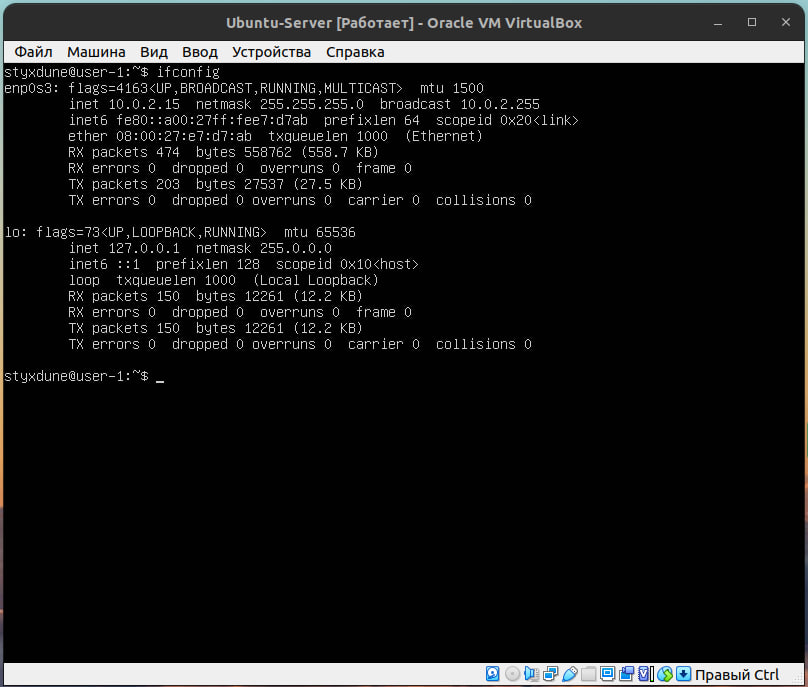 Ubuntu-Server [Работает] - Oracle VM VirtualBox
Файл Машина Вид Ввод Устройства Справка
styxdune@user-1:~$ ifconfig
enp0s3: flags=4163<UP,BROADCAST,RUNNING,MULTICAST>  mtu 1500
        inet 10.0.2.15  netmask 255.255.255.0  broadcast 10.0.2.255
        inet6 fe80::a00:27ff:fee7:d7ab  prefixlen 64  scopeid 0x20<link>
        ether 08:00:27:e7:d7:ab  txqueuelen 1000  (Ethernet)
        RX packets 474  bytes 558762 (558.7 KB)
        RX errors 0  dropped 0  overruns 0  frame 0
        TX packets 203  bytes 27537 (27.5 KB)
        TX errors 0  dropped 0 overruns 0  carrier 0  collisions 0
lo: flags=73<UP,LOOPBACK,RUNNING>  mtu 65536
        inet 127.0.0.1  netmask 255.0.0.0
        inet6 ::1  prefixlen 128  scopeid 0x10<host>
        loop  txqueuelen 1000  (Local Loopback)
        RX packets 150  bytes 12261 (12.2 KB)
        RX errors 0  dropped 0  overruns 0  frame 0
        TX packets 150  bytes 12261 (12.2 KB)
        TX errors 0  dropped 0 overruns 0  carrier 0  collisions 0
styxdune@user-1:~$ _
Правый Ctrl